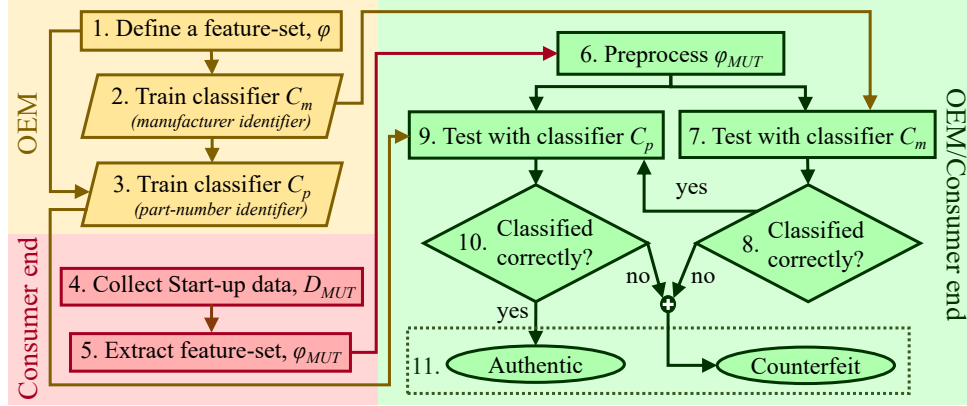 OEM
1. Define a feature-set, φ
2. Train classifier C_m
(manufacturer identifier)
3. Train classifier C_p
(part-number identifier)
Consumer end
4. Collect Start-up data, D_MUT
5. Extract feature-set, φ_MUT
OEM/Consumer end
6. Preprocess φ_MUT
9. Test with classifier C_p
7. Test with classifier C_m
yes
10. Classified
correctly?
8. Classified
correctly?
no
no
yes
11.
Authentic
Counterfeit